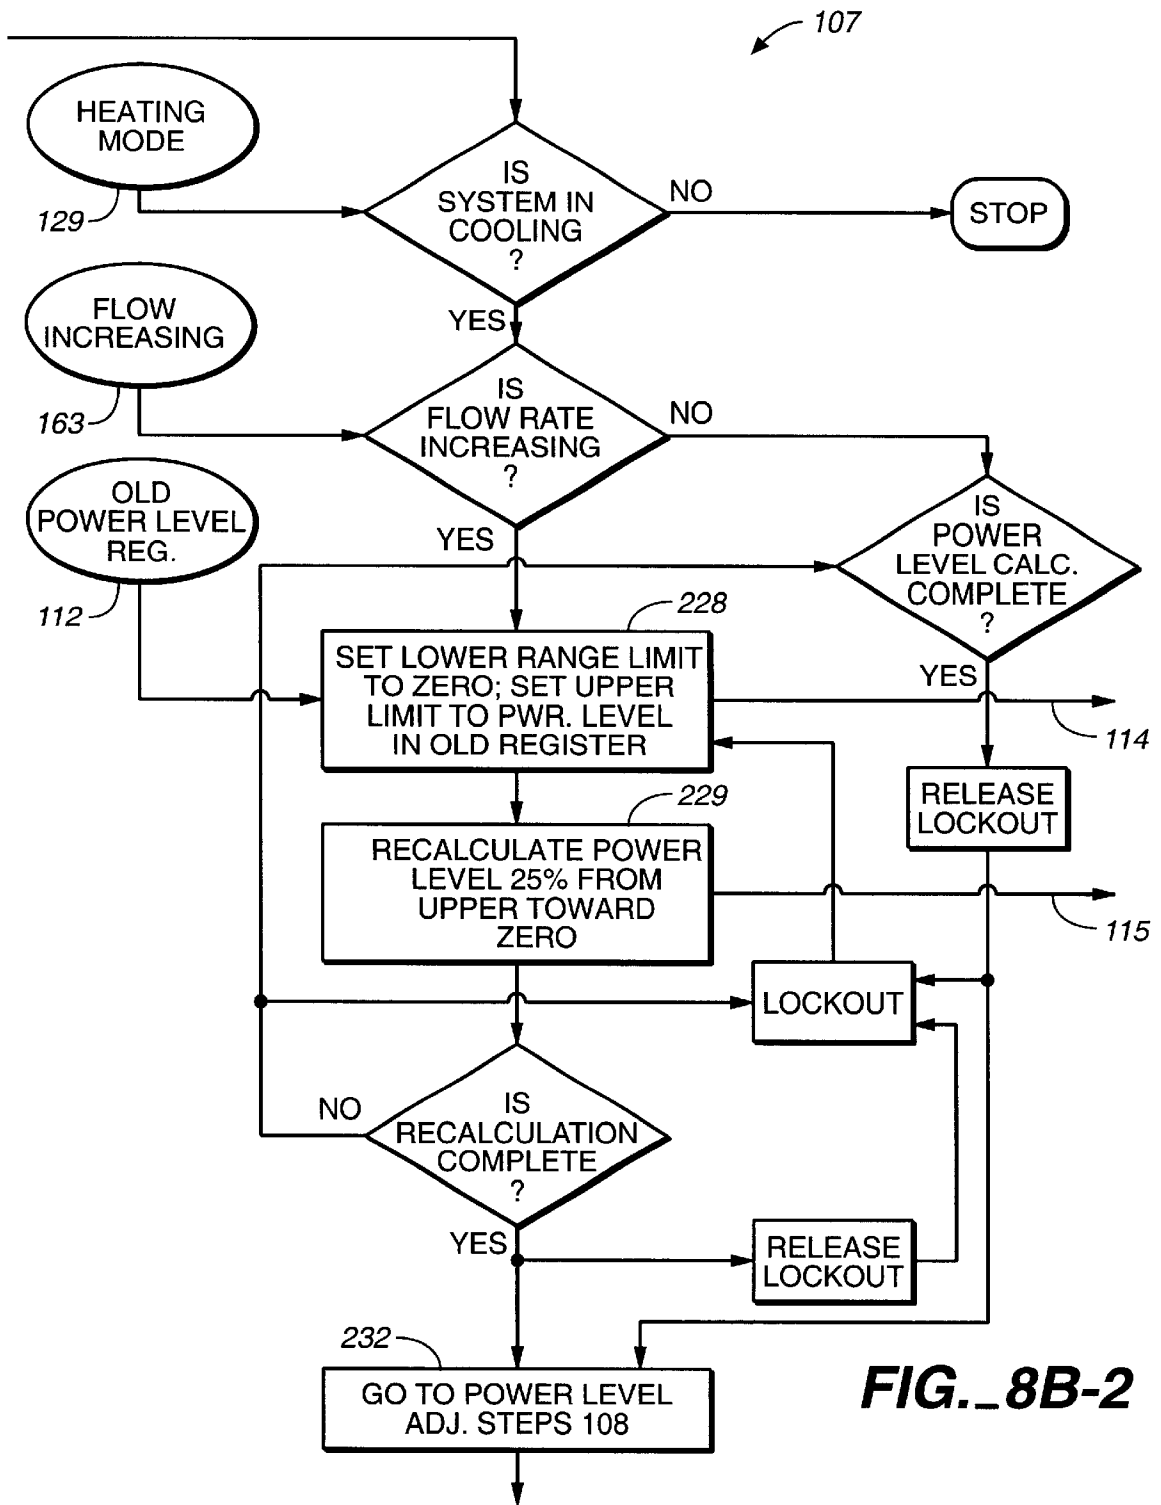 107
HEATING
MODE
129
IS
SYSTEM IN
COOLING
?
NO
STOP
YES
FLOW
INCREASING
163
IS
FLOW RATE
INCREASING
?
NO
YES
OLD
POWER LEVEL
REG.
112
IS
POWER
LEVEL CALC.
COMPLETE
?
YES
228
SET LOWER RANGE LIMIT
TO ZERO; SET UPPER
LIMIT TO PWR. LEVEL
IN OLD REGISTER
114
RELEASE
LOCKOUT
229
RECALCULATE POWER
LEVEL 25% FROM
UPPER TOWARD
ZERO
115
LOCKOUT
IS
RECALCULATION
COMPLETE
?
NO
YES
RELEASE
LOCKOUT
232
GO TO POWER LEVEL
ADJ. STEPS 108
FIG._8B-2